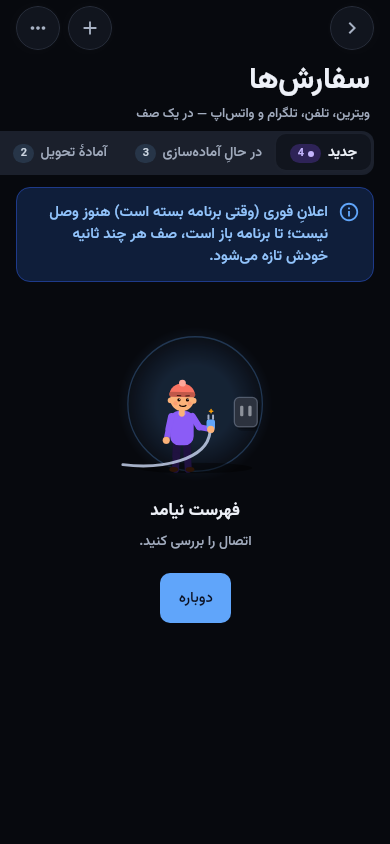 سفارش‌ها
ویترین، تلفن، تلگرام و واتس‌اپ — در یک صف
جدید 4
در حالِ آماده‌سازی 3
آمادهٔ تحویل 2
اعلانِ فوری (وقتی برنامه بسته است) هنوز وصل
نیست؛ تا برنامه باز است، صف هر چند ثانیه
خودش تازه می‌شود.
فهرست نیامد
اتصال را بررسی کنید.
دوباره